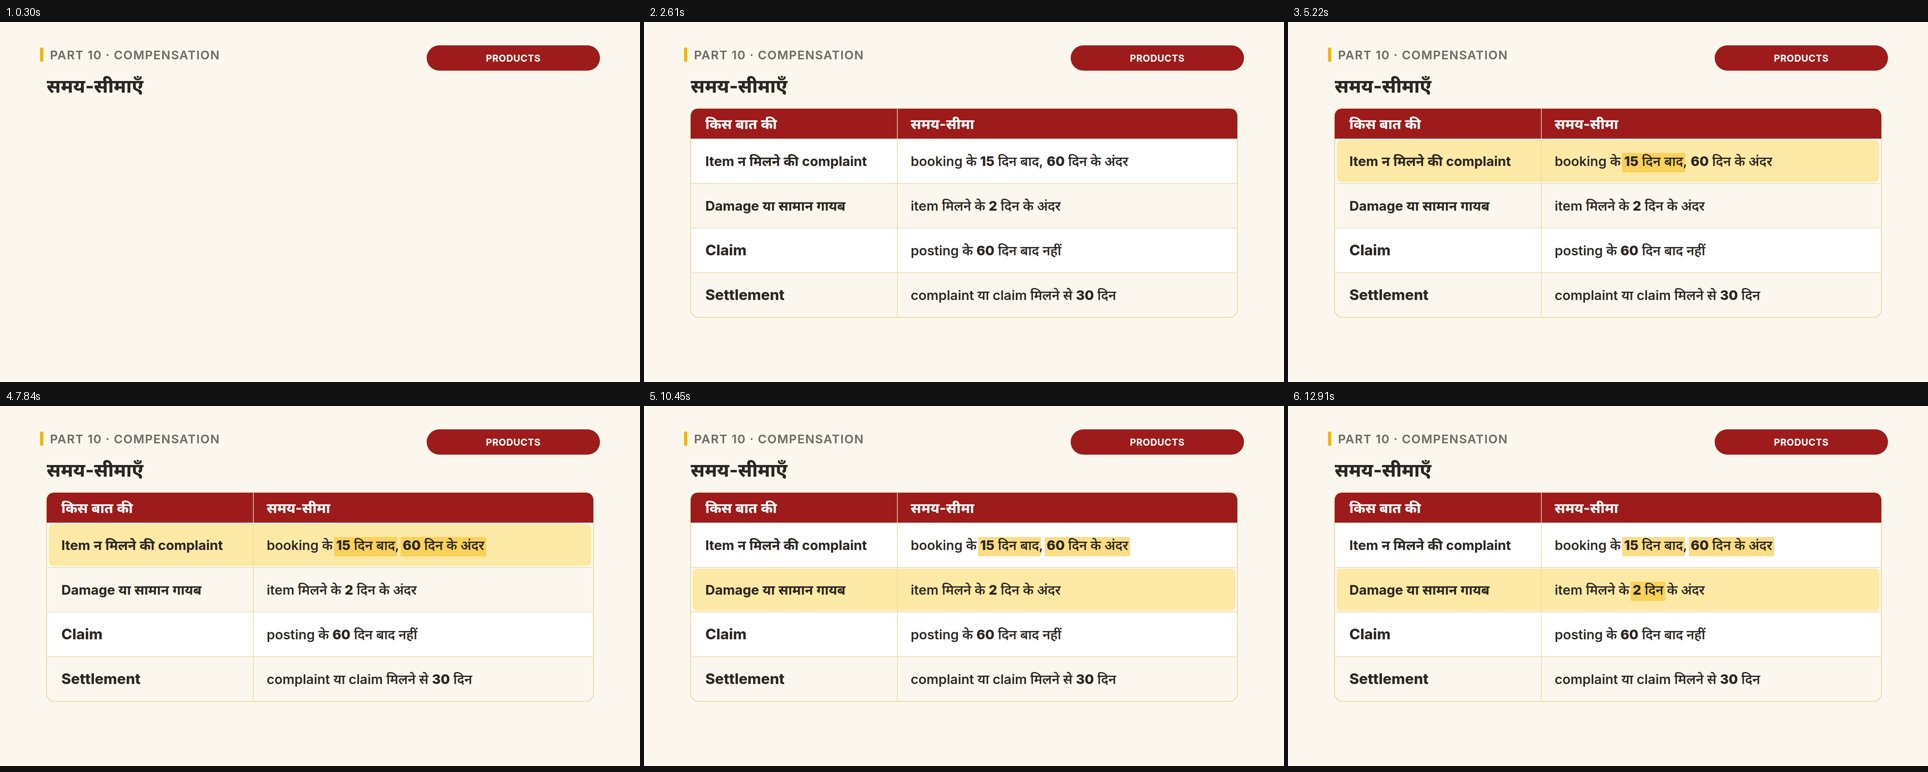 1. 0.30s
PART 10 · COMPENSATION
PRODUCTS
समय-सीमाएँ
2. 2.61s
PART 10 · COMPENSATION
PRODUCTS
समय-सीमाएँ
किस बात की समय-सीमा
Item न मिलने की complaint booking के 15 दिन बाद, 60 दिन के अंदर
Damage या सामान गायब item मिलने के 2 दिन के अंदर
Claim posting के 60 दिन बाद नहीं
Settlement complaint या claim मिलने से 30 दिन
3. 5.22s
PART 10 · COMPENSATION
PRODUCTS
समय-सीमाएँ
किस बात की समय-सीमा
Item न मिलने की complaint booking के 15 दिन बाद, 60 दिन के अंदर
Damage या सामान गायब item मिलने के 2 दिन के अंदर
Claim posting के 60 दिन बाद नहीं
Settlement complaint या claim मिलने से 30 दिन
4. 7.84s
PART 10 · COMPENSATION
PRODUCTS
समय-सीमाएँ
किस बात की समय-सीमा
Item न मिलने की complaint booking के 15 दिन बाद, 60 दिन के अंदर
Damage या सामान गायब item मिलने के 2 दिन के अंदर
Claim posting के 60 दिन बाद नहीं
Settlement complaint या claim मिलने से 30 दिन
5. 10.45s
PART 10 · COMPENSATION
PRODUCTS
समय-सीमाएँ
किस बात की समय-सीमा
Item न मिलने की complaint booking के 15 दिन बाद, 60 दिन के अंदर
Damage या सामान गायब item मिलने के 2 दिन के अंदर
Claim posting के 60 दिन बाद नहीं
Settlement complaint या claim मिलने से 30 दिन
6. 12.91s
PART 10 · COMPENSATION
PRODUCTS
समय-सीमाएँ
किस बात की समय-सीमा
Item न मिलने की complaint booking के 15 दिन बाद, 60 दिन के अंदर
Damage या सामान गायब item मिलने के 2 दिन के अंदर
Claim posting के 60 दिन बाद नहीं
Settlement complaint या claim मिलने से 30 दिन